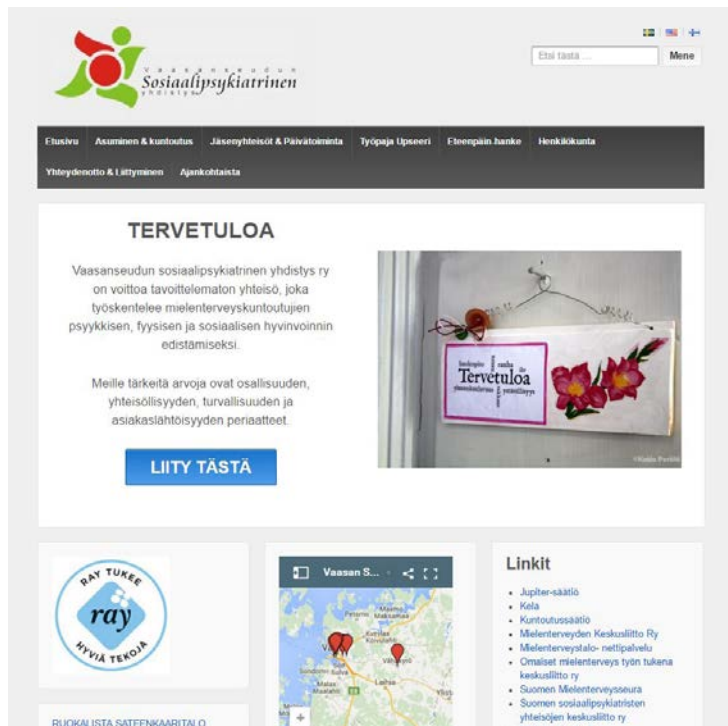 Vaasanseudun
Sosiaalipsykiatrinen
yhdistys
Etsi tästä ...
Mene
Etusivu Asuminen & kuntoutus Jäsenyhteisöt & Päivätoiminta Työpaja Upseeri Eteenpäin-hanke Henkilökunta
Yhteydenotto & Liittyminen Ajankohtaista
TERVETULOA
Vaasanseudun sosiaalipsykiatrinen yhdistys ry
on voittoa tavoittelematon yhteisö, joka
työskentelee mielenterveyskuntoutujien
psyykkisen, fyysisen ja sosiaalisen hyvinvoinnin
edistämiseksi.
Meille tärkeitä arvoja ovat osallisuuden,
yhteisöllisyyden, turvallisuuden ja
asiakaslähtöisyyden periaatteet.
LIITY TÄSTÄ
Tervetuloa
RAY TUKEE
ray
HYVIÄ TEKOJA
RUOKALISTA SATEENKAARITALO
Vaasan S...
Maxmo
Maksamaa
Laihia
Linkit
Jupiter-säätiö
Kela
Kuntoutussäätiö
Mielenterveyden Keskusliitto Ry
Mielenterveystalo- nettipalvelu
Omaiset mielenterveys työn tukena
keskusliitto ry
Suomen Mielenterveysseura
Suomen sosiaalipsykiatristen
yhteisöjen keskusliitto ry